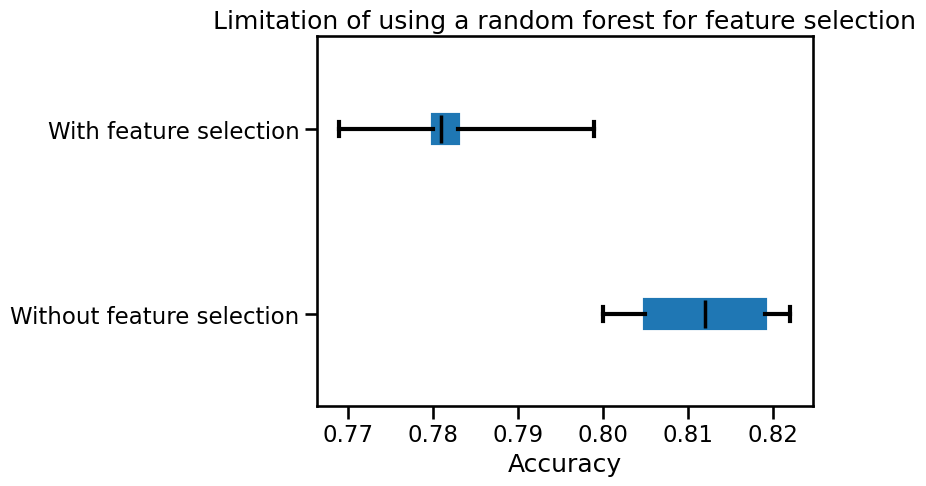 Limitation of using a random forest for feature selection
With feature selection
Without feature selection
0.77 0.78 0.79 0.80 0.81 0.82
Accuracy